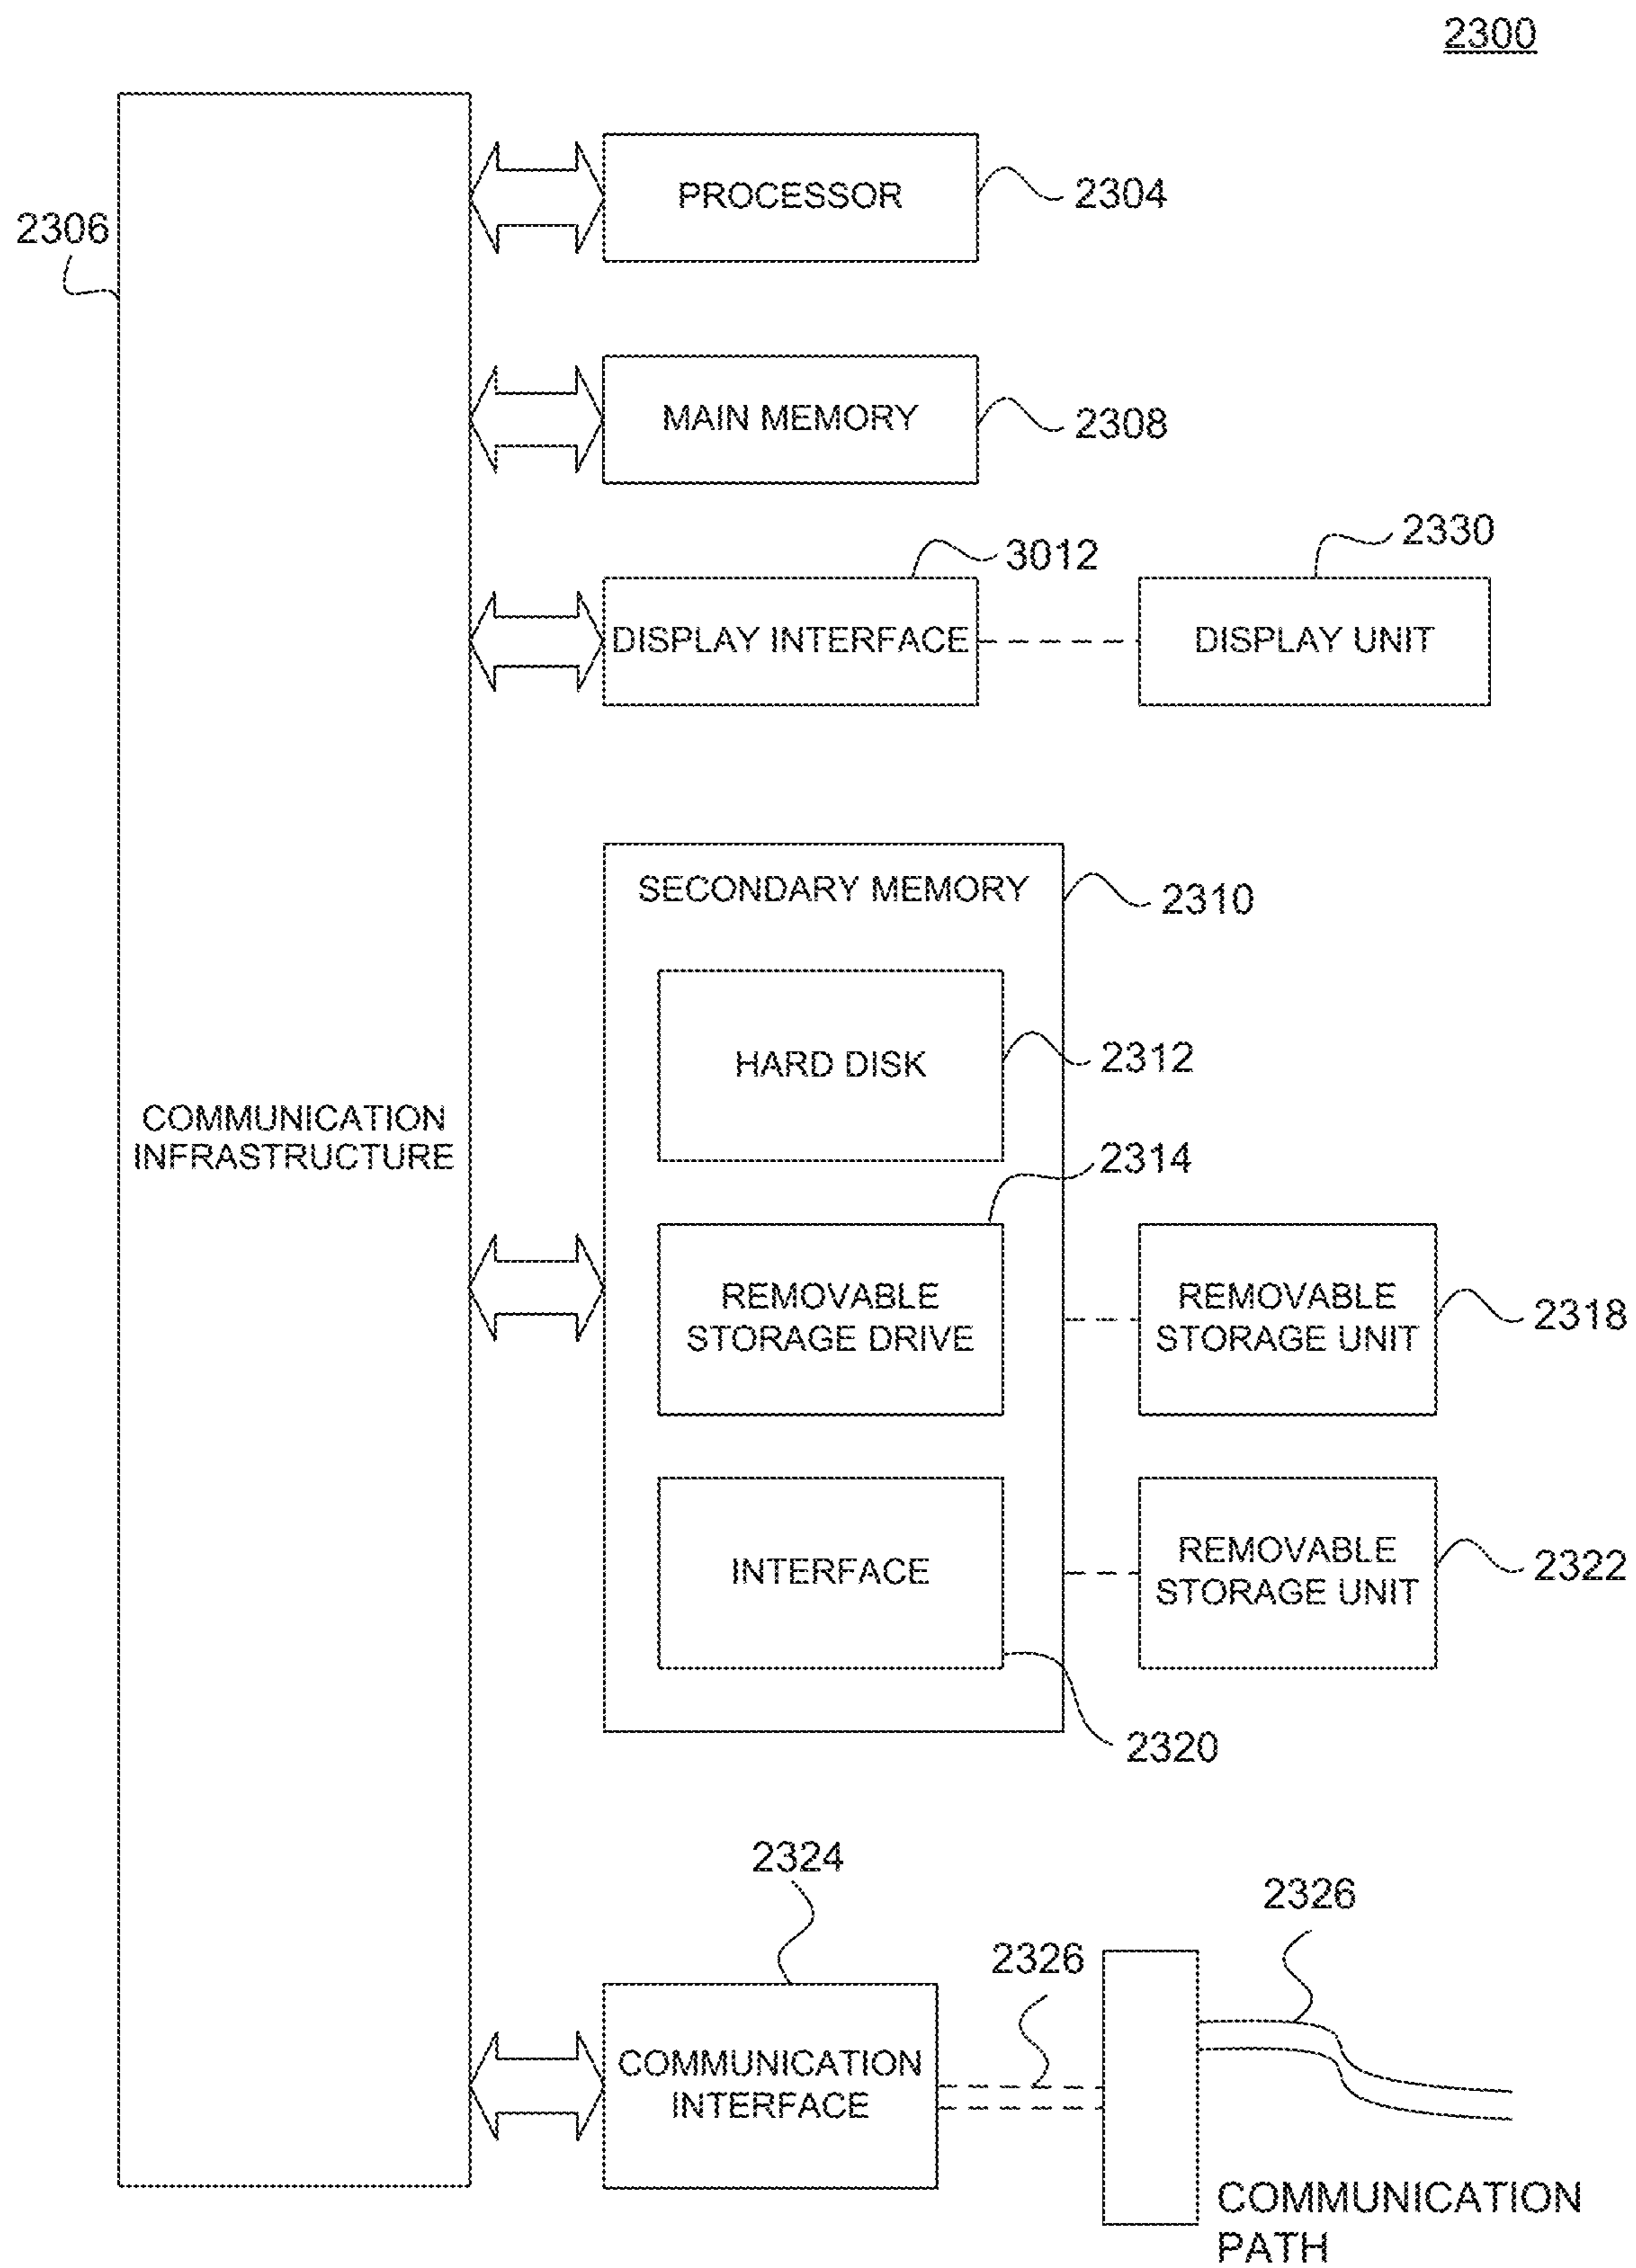 2300
2306
PROCESSOR
2304
MAIN MEMORY
2308
3012
2330
DISPLAY INTERFACE
DISPLAY UNIT
SECONDARY MEMORY
2310
HARD DISK
2312
COMMUNICATION
INFRASTRUCTURE
2314
REMOVABLE
STORAGE DRIVE
REMOVABLE
STORAGE UNIT
2318
INTERFACE
REMOVABLE
STORAGE UNIT
2322
2320
2324
2326
2326
COMMUNICATION
INTERFACE
COMMUNICATION
PATH